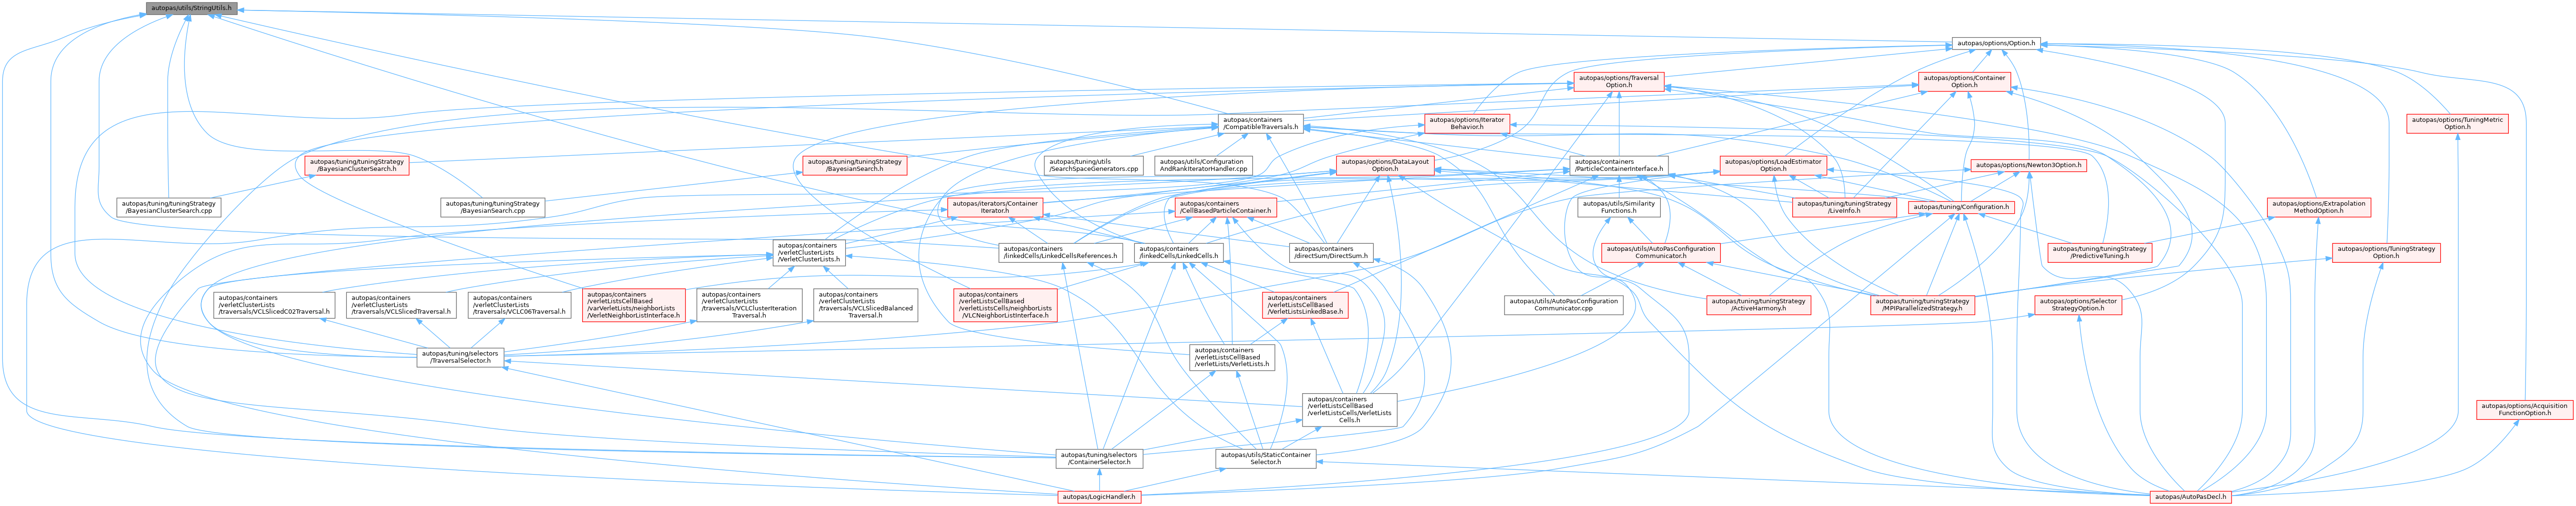 autopas/utils/StringUtils.h
autopas/options/Option.h
autopas/options/Traversal
Option.h
autopas/options/Container
Option.h
autopas/containers
/CompatibleTraversals.h
autopas/options/Iterator
Behavior.h
autopas/options/TuningMetric
Option.h
autopas/tuning/tuningStrategy
/BayesianClusterSearch.h
autopas/tuning/tuningStrategy
/BayesianSearch.h
autopas/tuning/utils
/SearchSpaceGenerators.cpp
autopas/utils/Configuration
AndRankIteratorHandler.cpp
autopas/options/DataLayout
Option.h
autopas/containers
/ParticleContainerInterface.h
autopas/options/LoadEstimator
Option.h
autopas/options/Newton3Option.h
autopas/tuning/tuningStrategy
/BayesianClusterSearch.cpp
autopas/tuning/tuningStrategy
/BayesianSearch.cpp
autopas/iterators/Container
Iterator.h
autopas/containers
/CellBasedParticleContainer.h
autopas/utils/Similarity
Functions.h
autopas/tuning/tuningStrategy
/LiveInfo.h
autopas/tuning/Configuration.h
autopas/options/Extrapolation
MethodOption.h
autopas/containers
/verletClusterLists
/VerletClusterLists.h
autopas/containers
/linkedCells/LinkedCellsReferences.h
autopas/containers
/linkedCells/LinkedCells.h
autopas/containers
/directSum/DirectSum.h
autopas/utils/AutoPasConfiguration
Communicator.h
autopas/tuning/tuningStrategy
/PredictiveTuning.h
autopas/options/TuningStrategy
Option.h
autopas/containers
/verletClusterLists
/traversals/VCLSlicedC02Traversal.h
autopas/containers
/verletClusterLists
/traversals/VCLSlicedTraversal.h
autopas/containers
/verletClusterLists
/traversals/VCLC06Traversal.h
autopas/containers
/verletListsCellBased
/varVerletLists/neighborLists
/VerletNeighborListInterface.h
autopas/containers
/verletClusterLists
/traversals/VCLClusterIteration
Traversal.h
autopas/containers
/verletClusterLists
/traversals/VCLSlicedBalanced
Traversal.h
autopas/containers
/verletListsCellBased
/verletListsCells/neighborLists
/VLCNeighborListInterface.h
autopas/containers
/verletListsCellBased
/VerletListsLinkedBase.h
autopas/utils/AutoPasConfiguration
Communicator.cpp
autopas/tuning/tuningStrategy
/ActiveHarmony.h
autopas/tuning/tuningStrategy
/MPIParallelizedStrategy.h
autopas/options/Selector
StrategyOption.h
autopas/tuning/selectors
/TraversalSelector.h
autopas/containers
/verletListsCellBased
/verletLists/VerletLists.h
autopas/containers
/verletListsCellBased
/verletListsCells/VerletLists
Cells.h
autopas/options/Acquisition
FunctionOption.h
autopas/tuning/selectors
/ContainerSelector.h
autopas/utils/StaticContainer
Selector.h
autopas/LogicHandler.h
autopas/AutoPasDecl.h